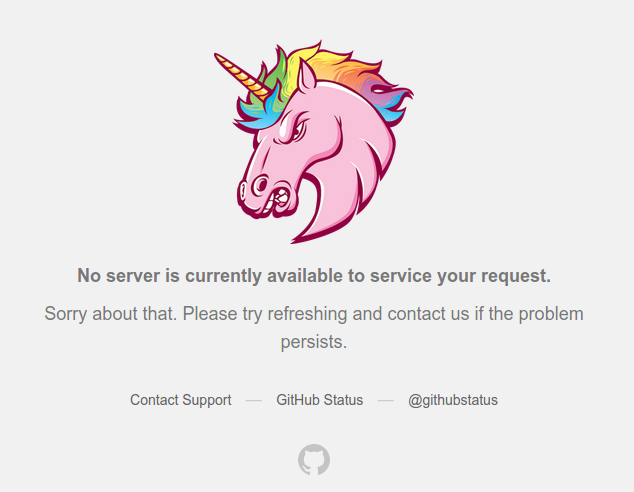 No server is currently available to service your request.
Sorry about that. Please try refreshing and contact us if the problem
persists.
Contact Support — GitHub Status — @githubstatus